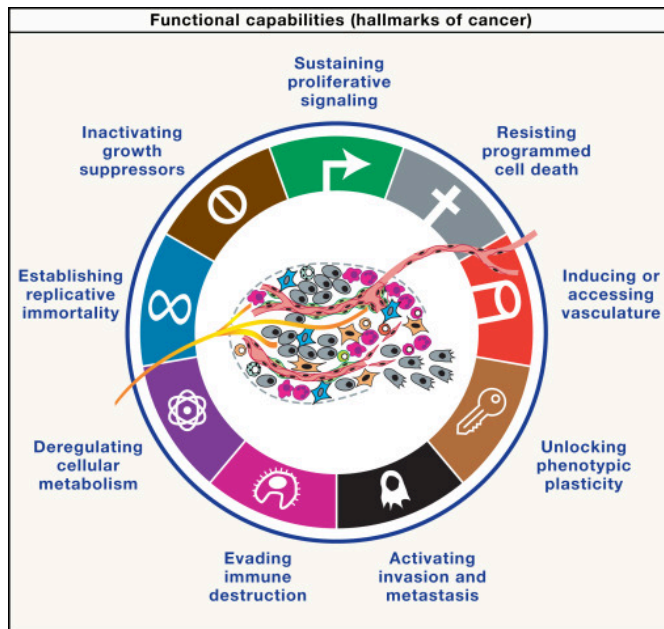 Functional capabilities (hallmarks of cancer)
Sustaining
proliferative
signaling
Inactivating
growth
suppressors
Resisting
programmed
cell death
Establishing
replicative
immortality
Inducing or
accessing
vasculature
Deregulating
cellular
metabolism
Unlocking
phenotypic
plasticity
Evading
immune
destruction
Activating
invasion and
metastasis